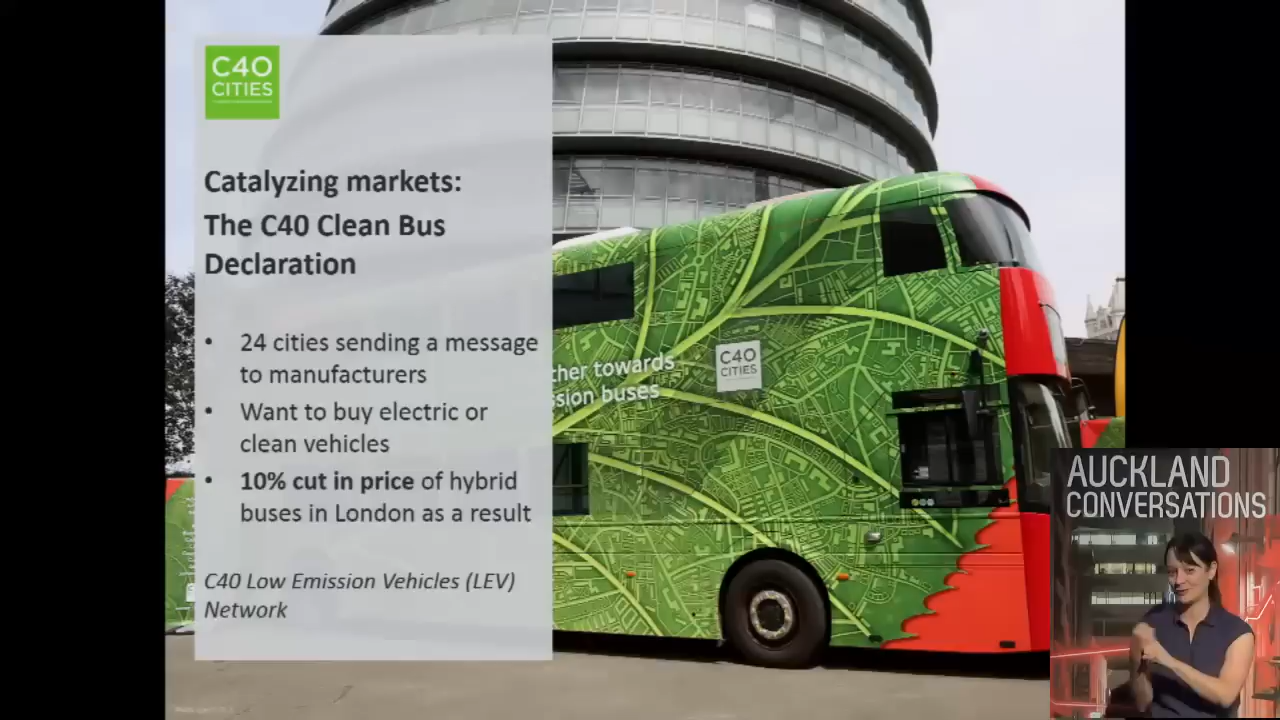 C40
CITIES
Catalyzing markets:
The C40 Clean Bus
Declaration
• 24 cities sending a message
to manufacturers
• Want to buy electric or
clean vehicles
• 10% cut in price of hybrid
buses in London as a result
C40 Low Emission Vehicles (LEV)
Network
ther towards
sion buses
C40
CITIES
AUCKLAND
CONVERSATIONS